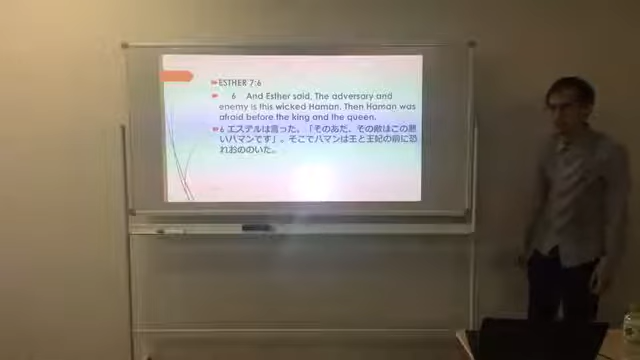 ESTHER 7:6
6 And Esther said, The adversary and
enemy is this wicked Haman. Then Haman was
afraid before the king and the queen.
6 エステルは言った。「そのあだ、その敵はこの悪
いハマンです」。そこでハマンは王と王妃の前に恐
れおののいた。